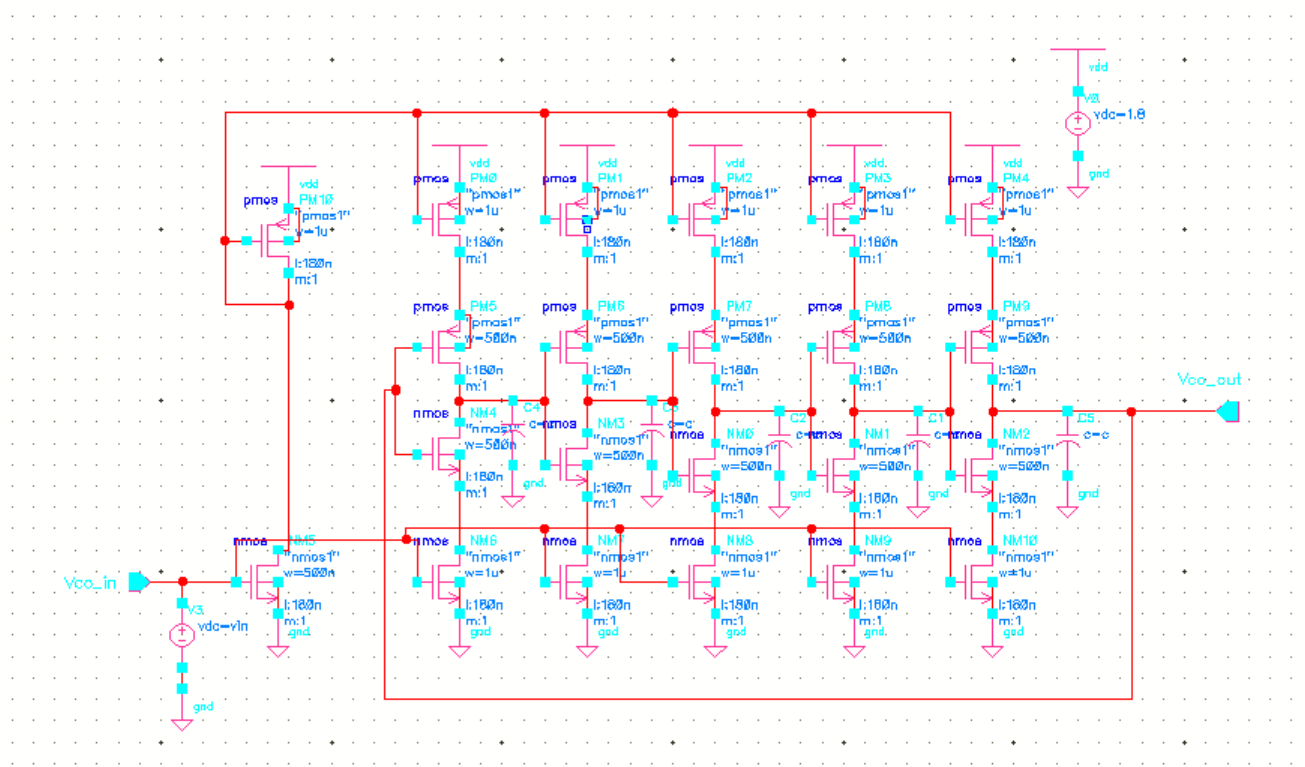 vdd
V0
vdc=1.8
gnd
vdd
pmos
PM10
"pmos1"
w=1u
l:180n
m:1
vdd
pmos
PM0
"pmos1"
w=1u
l:180n
m:1
vdd
pmos
PM1
"pmos1"
w=1u
l:180n
m:1
vdd
pmos
PM2
"pmos1"
w=1u
l:180n
m:1
vdd
pmos
PM3
"pmos1"
w=1u
l:180n
m:1
vdd
pmos
PM4
"pmos1"
w=1u
l:180n
m:1
pmos
PM5
"pmos1"
w=500n
l:180n
m:1
pmos
PM6
"pmos1"
w=500n
l:180n
m:1
pmos
PM7
"pmos1"
w=500n
l:180n
m:1
pmos
PM8
"pmos1"
w=500n
l:180n
m:1
pmos
PM9
"pmos1"
w=500n
l:180n
m:1
Vco_out
nmos
NM4
"nmos1"
w=500n
l:180n
m:1
C4
gnd
nmos
NM3
"nmos1"
w=500n
l:180n
m:1
c=c
gnd
nmos
NM0
"nmos1"
w=500n
l:180n
m:1
C2
gnd
nmos
NM1
"nmos1"
w=500n
l:180n
m:1
C1
gnd
nmos
NM2
"nmos1"
w=500n
l:180n
m:1
C5
c=c
gnd
Vco_in
V3
vdc=vin
gnd
nmos
NM5
"nmos1"
w=500n
l:180n
m:1
gnd
nmos
NM6
"nmos1"
w=1u
l:180n
m:1
gnd
nmos
NM7
"nmos1"
w=1u
l:180n
m:1
gnd
nmos
NM8
"nmos1"
w=1u
l:180n
m:1
gnd
nmos
NM9
"nmos1"
w=1u
l:180n
m:1
gnd
nmos
NM10
"nmos1"
w=1u
l:180n
m:1
gnd